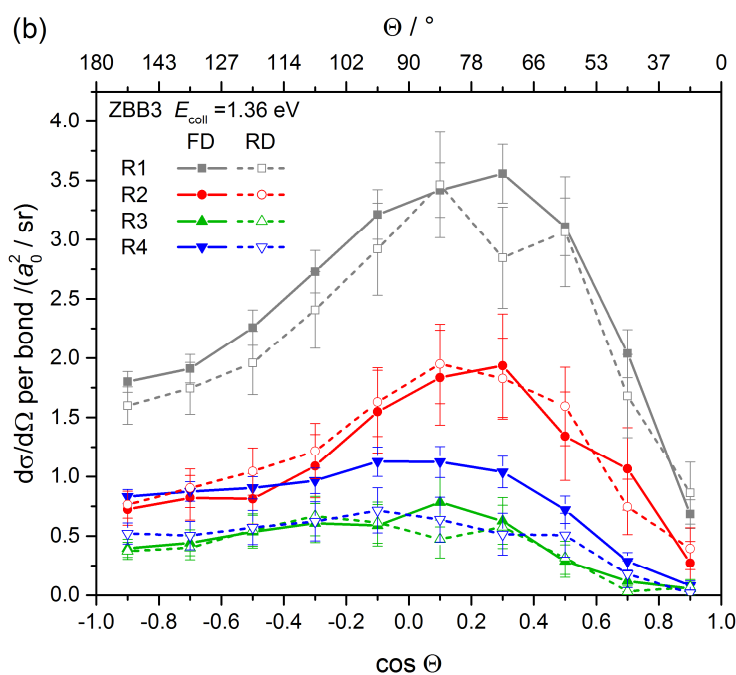 (b)
Θ / °
180 143 127 114 102 90 78 66 53 37 0
ZBB3 E_coll =1.36 eV
FD RD
R1
R2
R3
R4
4.0
3.5
3.0
2.5
2.0
1.5
1.0
0.5
0.0
dσ/dΩ per bond /(a_0^2 / sr)
-1.0 -0.8 -0.6 -0.4 -0.2 0.0 0.2 0.4 0.6 0.8 1.0
cos Θ